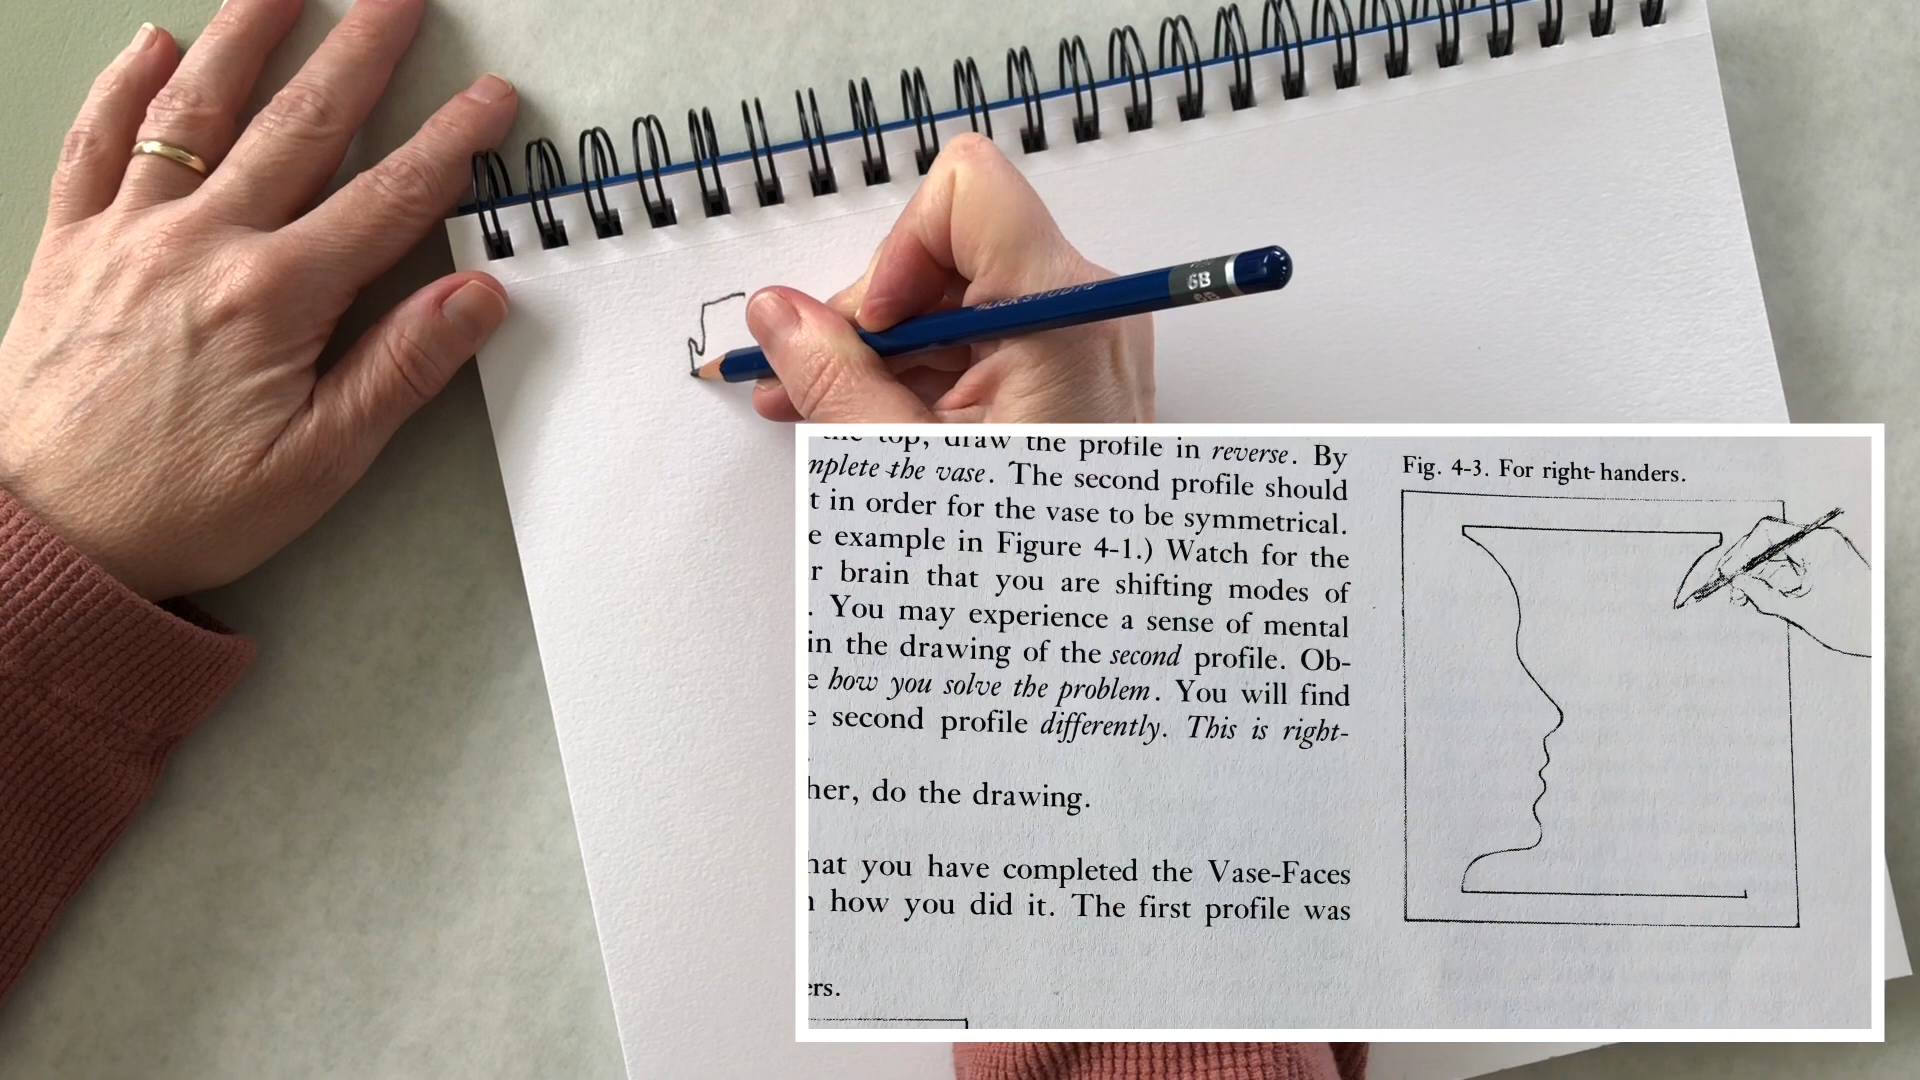 6B
the top, draw the profile in reverse. By
nplete the vase. The second profile should
t in order for the vase to be symmetrical.
e example in Figure 4-1.) Watch for the
r brain that you are shifting modes of
. You may experience a sense of mental
in the drawing of the second profile. Ob-
e how you solve the problem. You will find
e second profile differently. This is right-
her, do the drawing.
hat you have completed the Vase-Faces
how you did it. The first profile was
ers.
Fig. 4-3. For right-handers.